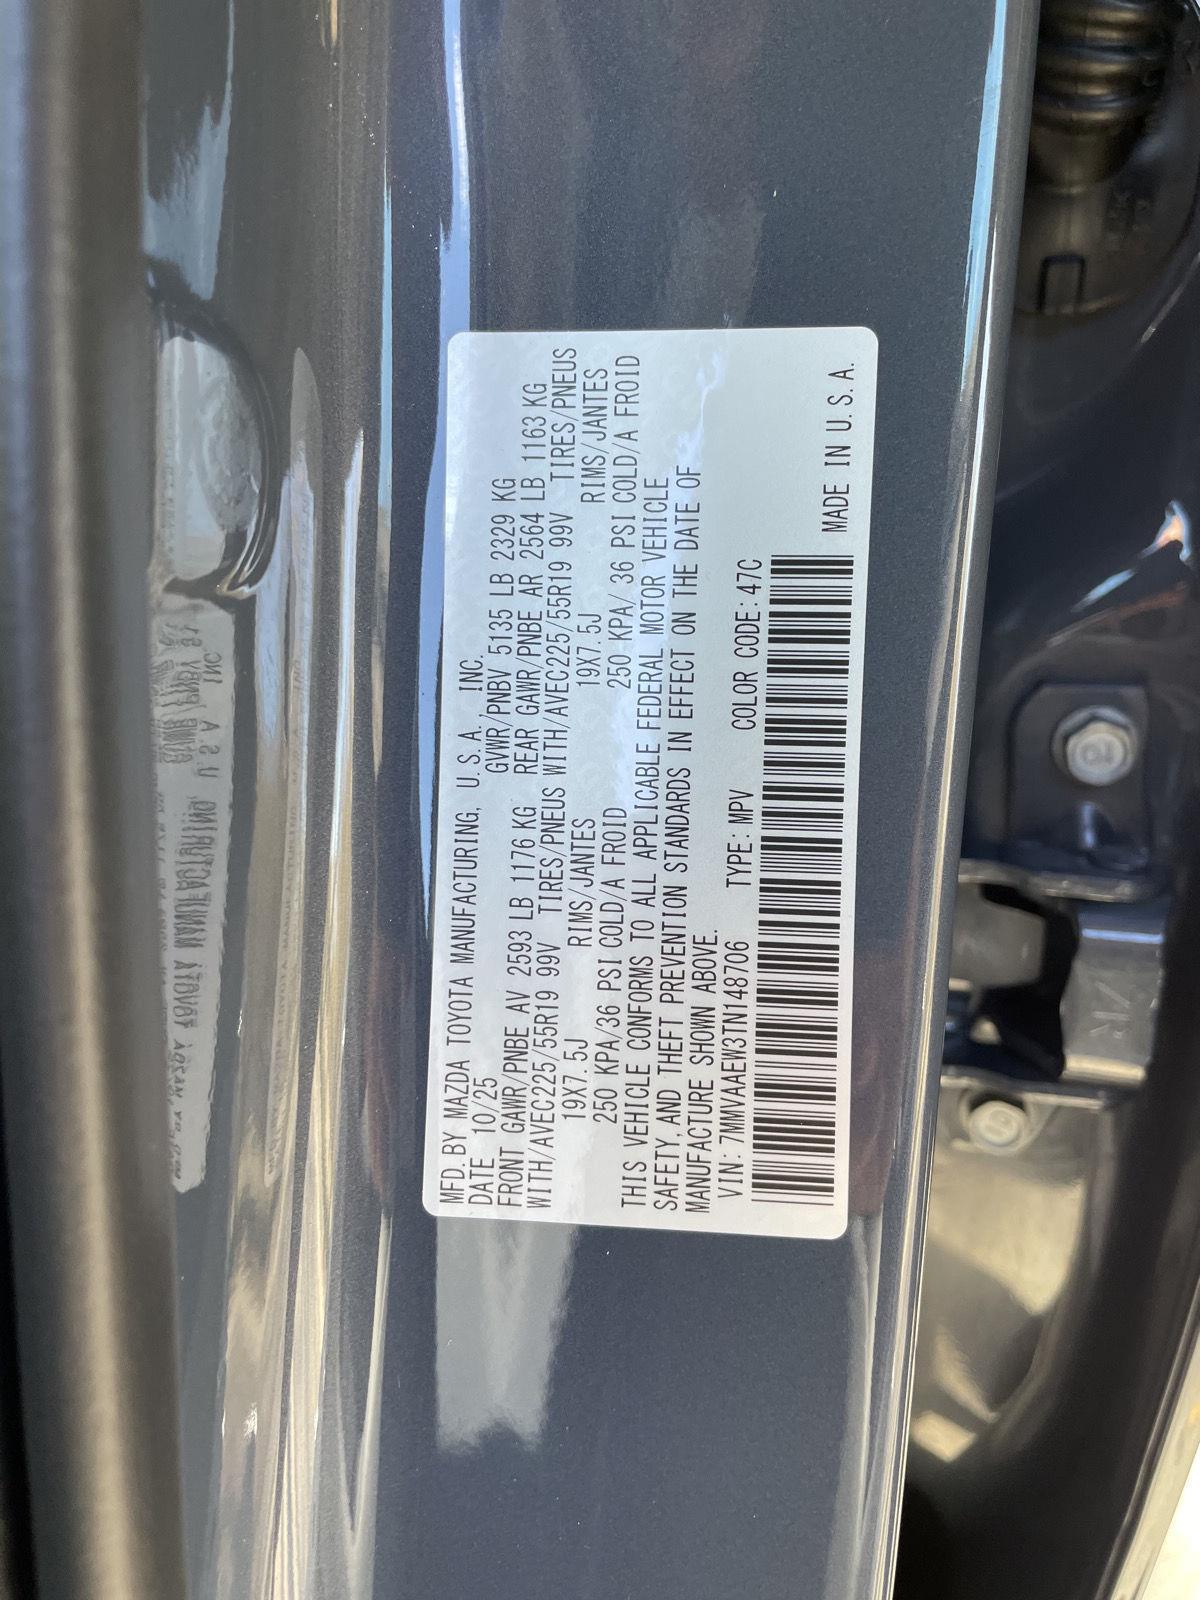 MFD. BY MAZDA TOYOTA MANUFACTURING, U. S. A. INC.
DATE 10/25 GVWR/PNBV 5135 LB 2329 KG
FRONT GAWR/PNBE AV 2593 LB 1176 KG REAR GAWR/PNBE AR 2564 LB 1163 KG
WITH/AVEC225/55R19 99V TIRES/PNEUS WITH/AVEC225/55R19 99V TIRES/PNEUS
19X7.5J RIMS/JANTES 19X7.5J RIMS/JANTES
250 KPA/36 PSI COLD/A FROID 250 KPA/ 36 PSI COLD/A FROID
THIS VEHICLE CONFORMS TO ALL APPLICABLE FEDERAL MOTOR VEHICLE
SAFETY, AND THEFT PREVENTION STANDARDS IN EFFECT ON THE DATE OF
MANUFACTURE SHOWN ABOVE.
VIN: 7MMVAAEW3TN148706 TYPE: MPV COLOR CODE: 47C
MADE IN U. S. A.